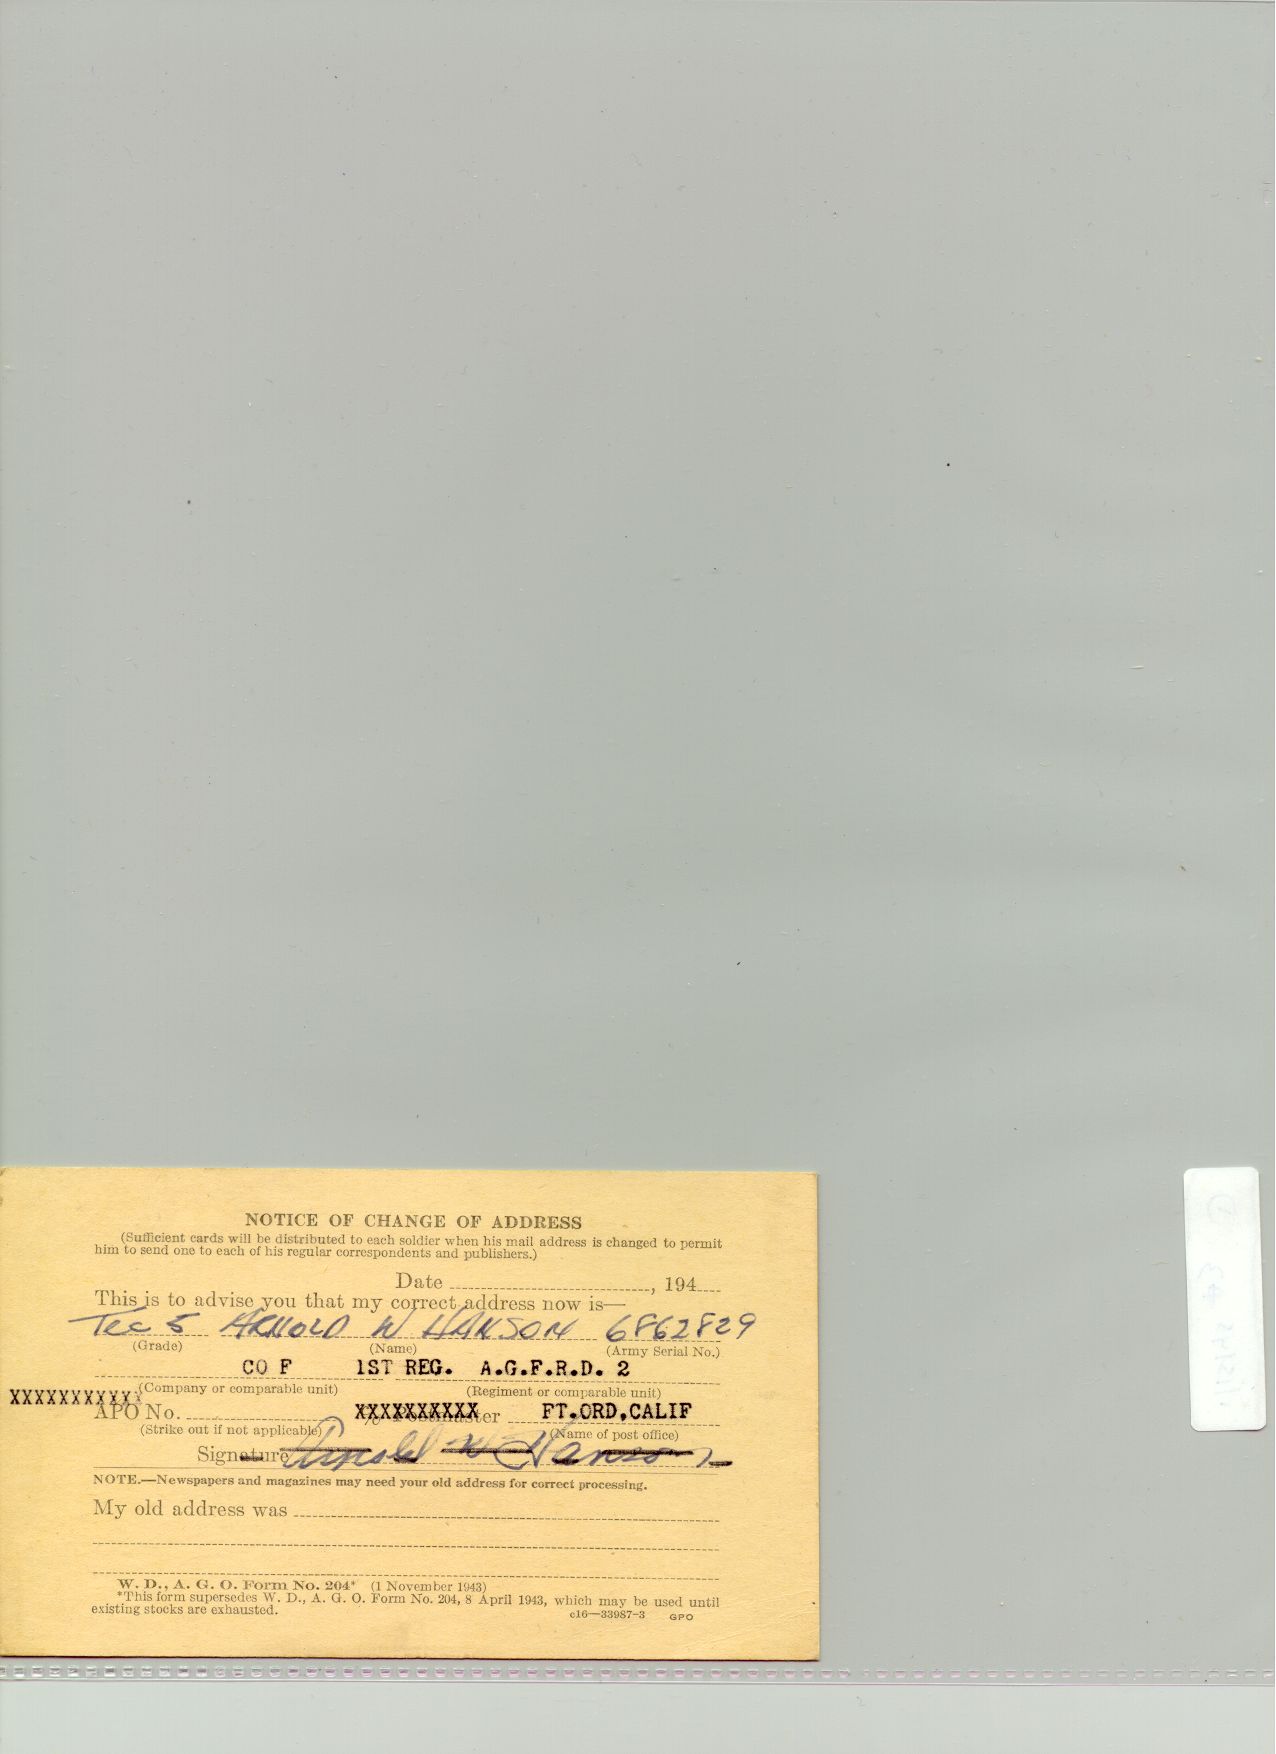 NOTICE OF CHANGE OF ADDRESS
(Sufficient cards will be distributed to each soldier when his mail address is changed to permit
him to send one to each of his regular correspondents and publishers.)
Date , 194
This is to advise you that my correct address now is—
Tec 5 ARNOLD W HANSON 6862829
(Grade) (Name) (Army Serial No.)
CO F 1ST REG. A.G.F.R.D. 2
(Company or comparable unit) (Regiment or comparable unit)
XXXXXXXXXXX
APO No. XXXXXXXXXX FT.ORD,CALIF
(Strike out if not applicable) (Name of post office)
Signature Arnold W Hanson
NOTE.—Newspapers and magazines may need your old address for correct processing.
My old address was
W. D., A. G. O. Form No. 204* (1 November 1943)
*This form supersedes W. D., A. G. O. Form No. 204, 8 April 1943, which may be used until
existing stocks are exhausted. c16—33987-3 GPO